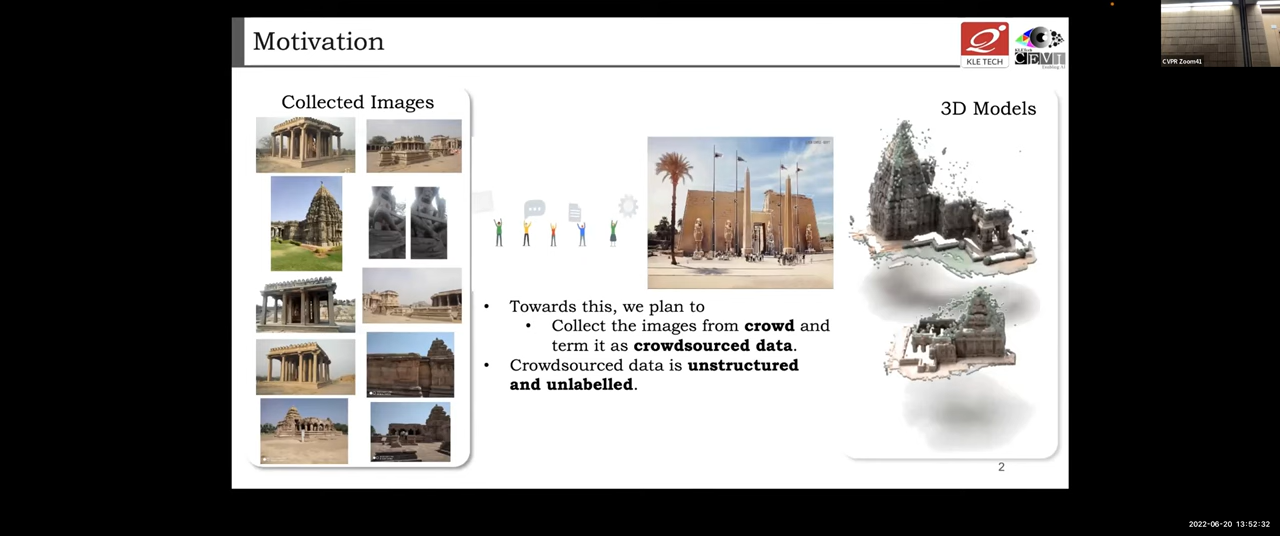 Motivation
KLE TECH
CEVI
Collected Images
3D Models
• Towards this, we plan to
• Collect the images from crowd and
term it as crowdsourced data.
• Crowdsourced data is unstructured
and unlabelled.
2
CVPR Zoom41
2022-06-20 13:52:32